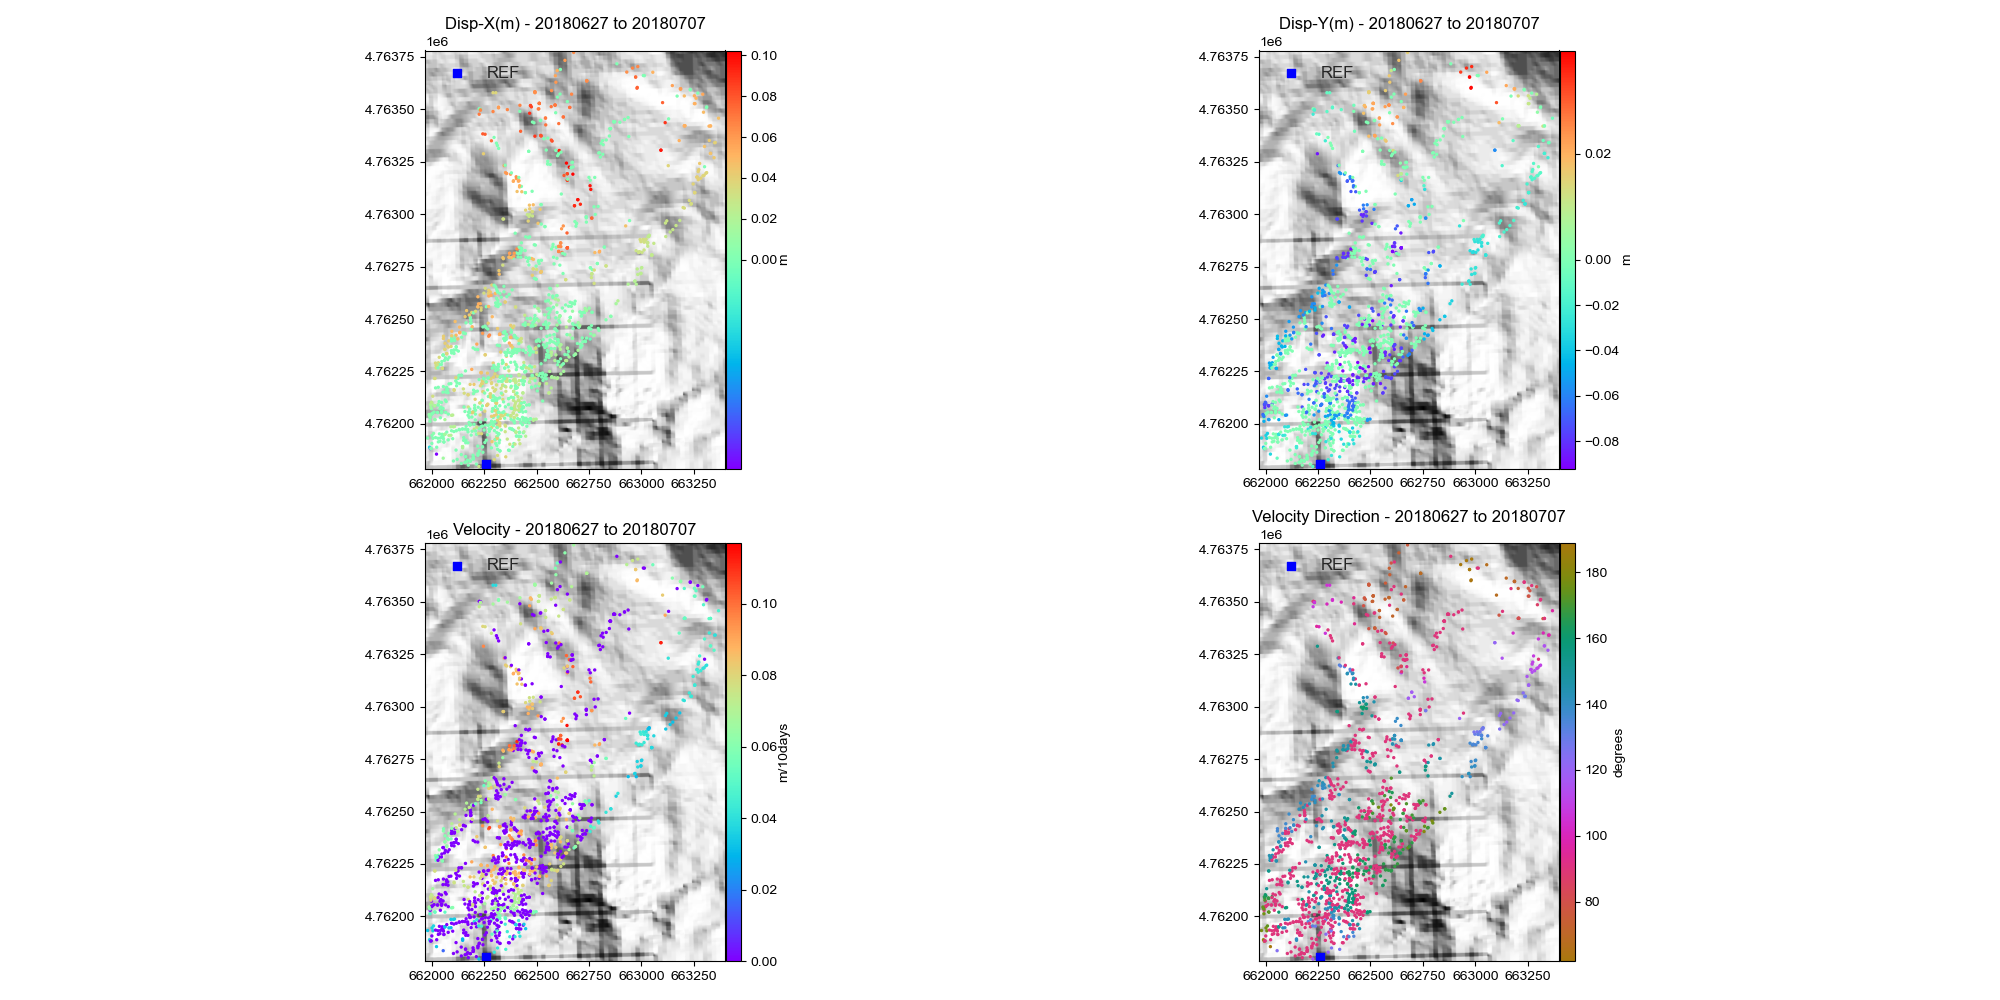 Disp-X(m) - 20180627 to 20180707
1e6
REF
4.76375
4.76350
4.76325
4.76300
4.76275
4.76250
4.76225
4.76200
662000 662250 662500 662750 663000 663250
0.10
0.08
0.06
0.04
0.02
0.00
m
Disp-Y(m) - 20180627 to 20180707
1e6
REF
4.76375
4.76350
4.76325
4.76300
4.76275
4.76250
4.76225
4.76200
662000 662250 662500 662750 663000 663250
0.02
0.00
−0.02
−0.04
−0.06
−0.08
m
Velocity - 20180627 to 20180707
1e6
REF
4.76375
4.76350
4.76325
4.76300
4.76275
4.76250
4.76225
4.76200
662000 662250 662500 662750 663000 663250
0.10
0.08
0.06
0.04
0.02
0.00
m/10days
Velocity Direction - 20180627 to 20180707
1e6
REF
4.76375
4.76350
4.76325
4.76300
4.76275
4.76250
4.76225
4.76200
662000 662250 662500 662750 663000 663250
180
160
140
120
100
80
degrees